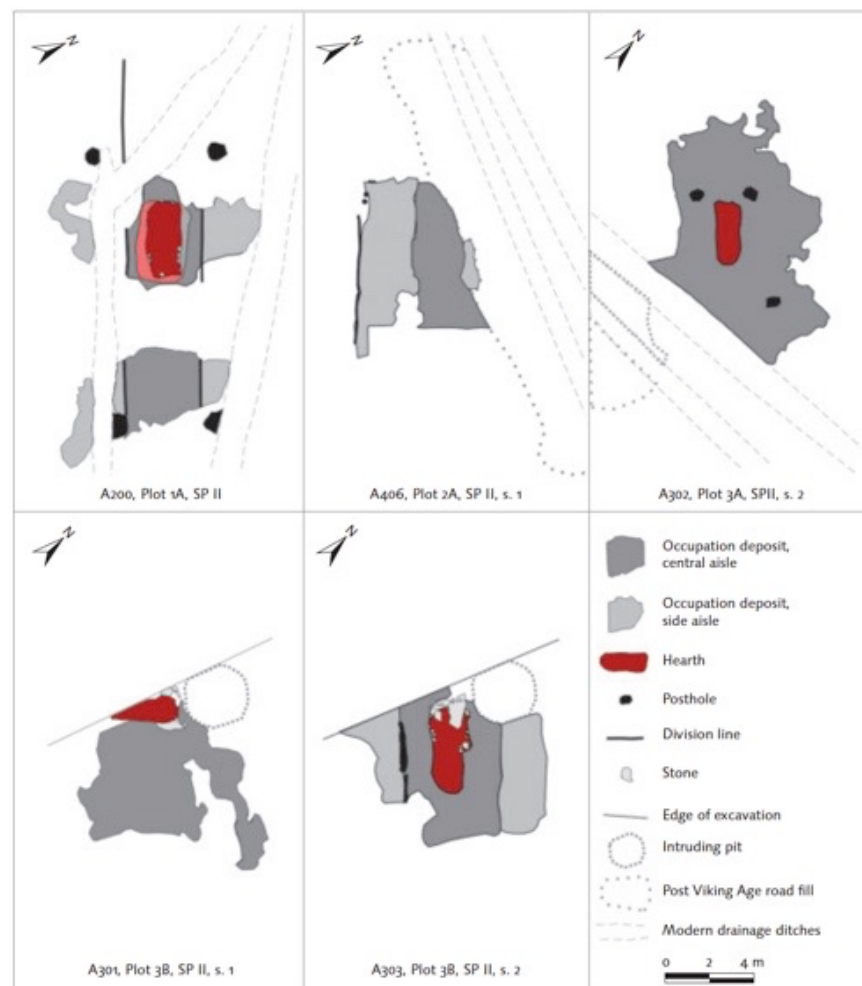 N
N
N
A200, Plot 1A, SP II
A406, Plot 2A, SP II, s. 1
A302, Plot 3A, SPII, s. 2
N
N
Occupation deposit,
central aisle
Occupation deposit,
side aisle
Hearth
Posthole
Division line
Stone
Edge of excavation
Intruding pit
Post Viking Age road fill
Modern drainage ditches
0 2 4 m
A301, Plot 3B, SP II, s. 1
A303, Plot 3B, SP II, s. 2